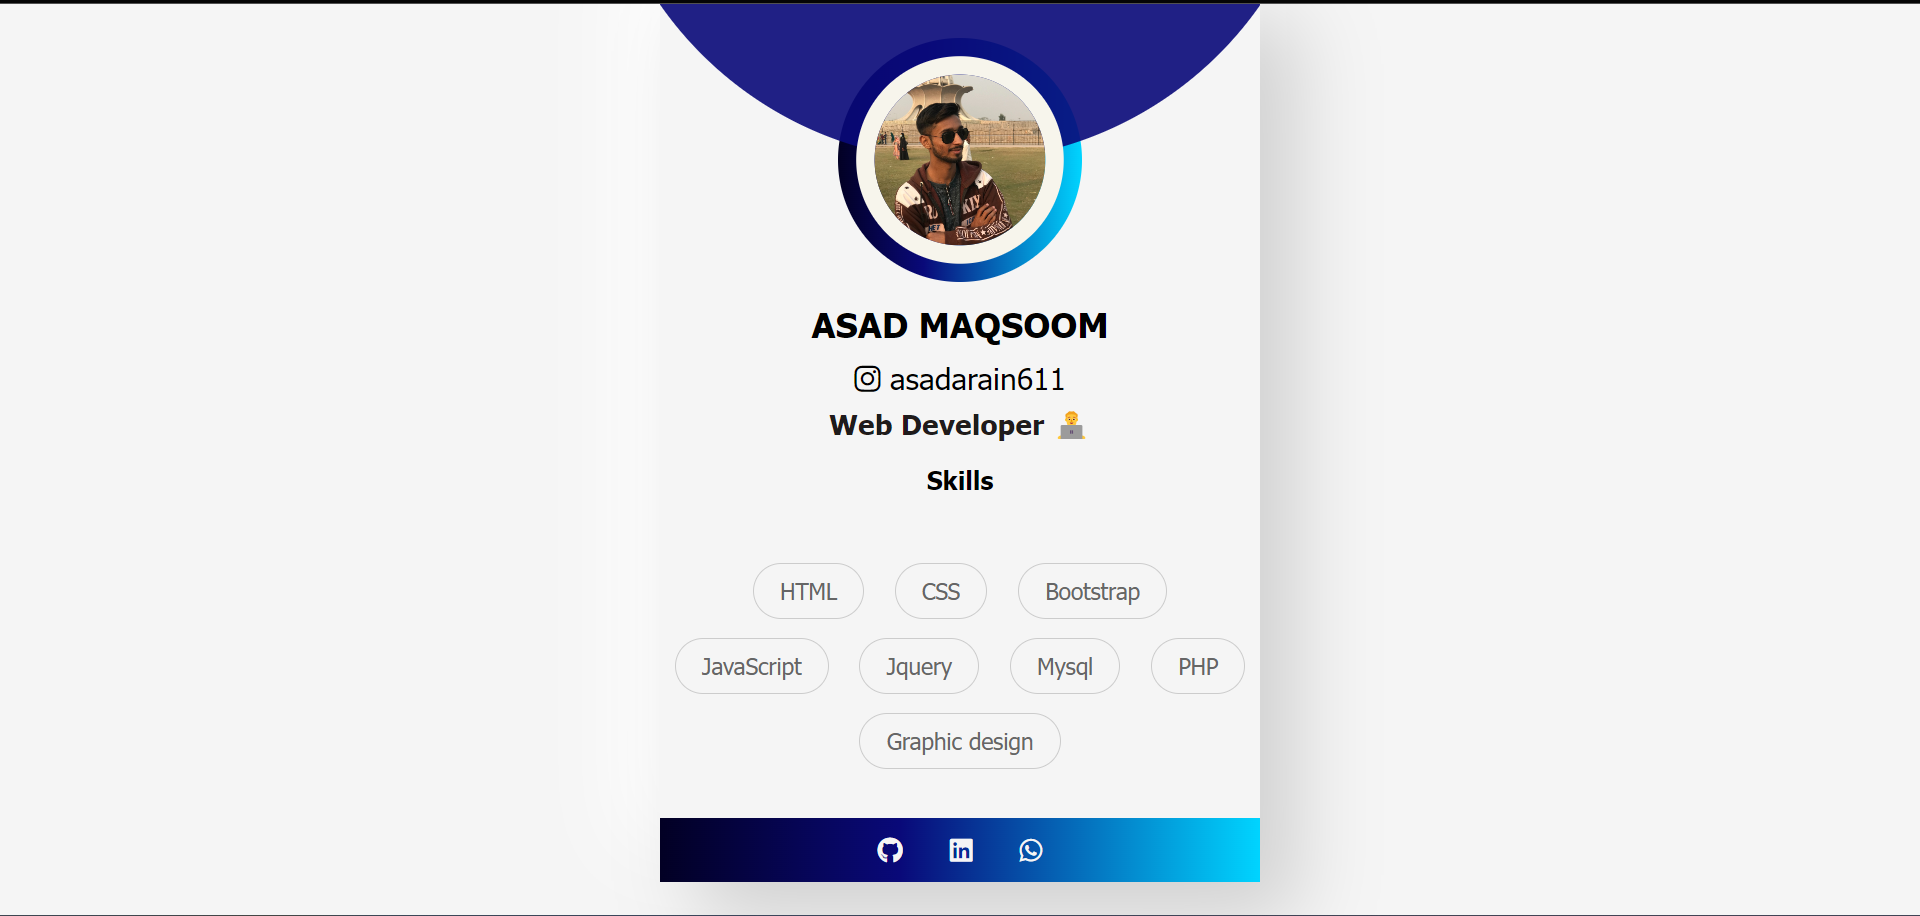 ASAD MAQSOOM
asadarain611
Web Developer 🧑‍💻
Skills
HTML CSS Bootstrap
JavaScript Jquery Mysql PHP
Graphic design